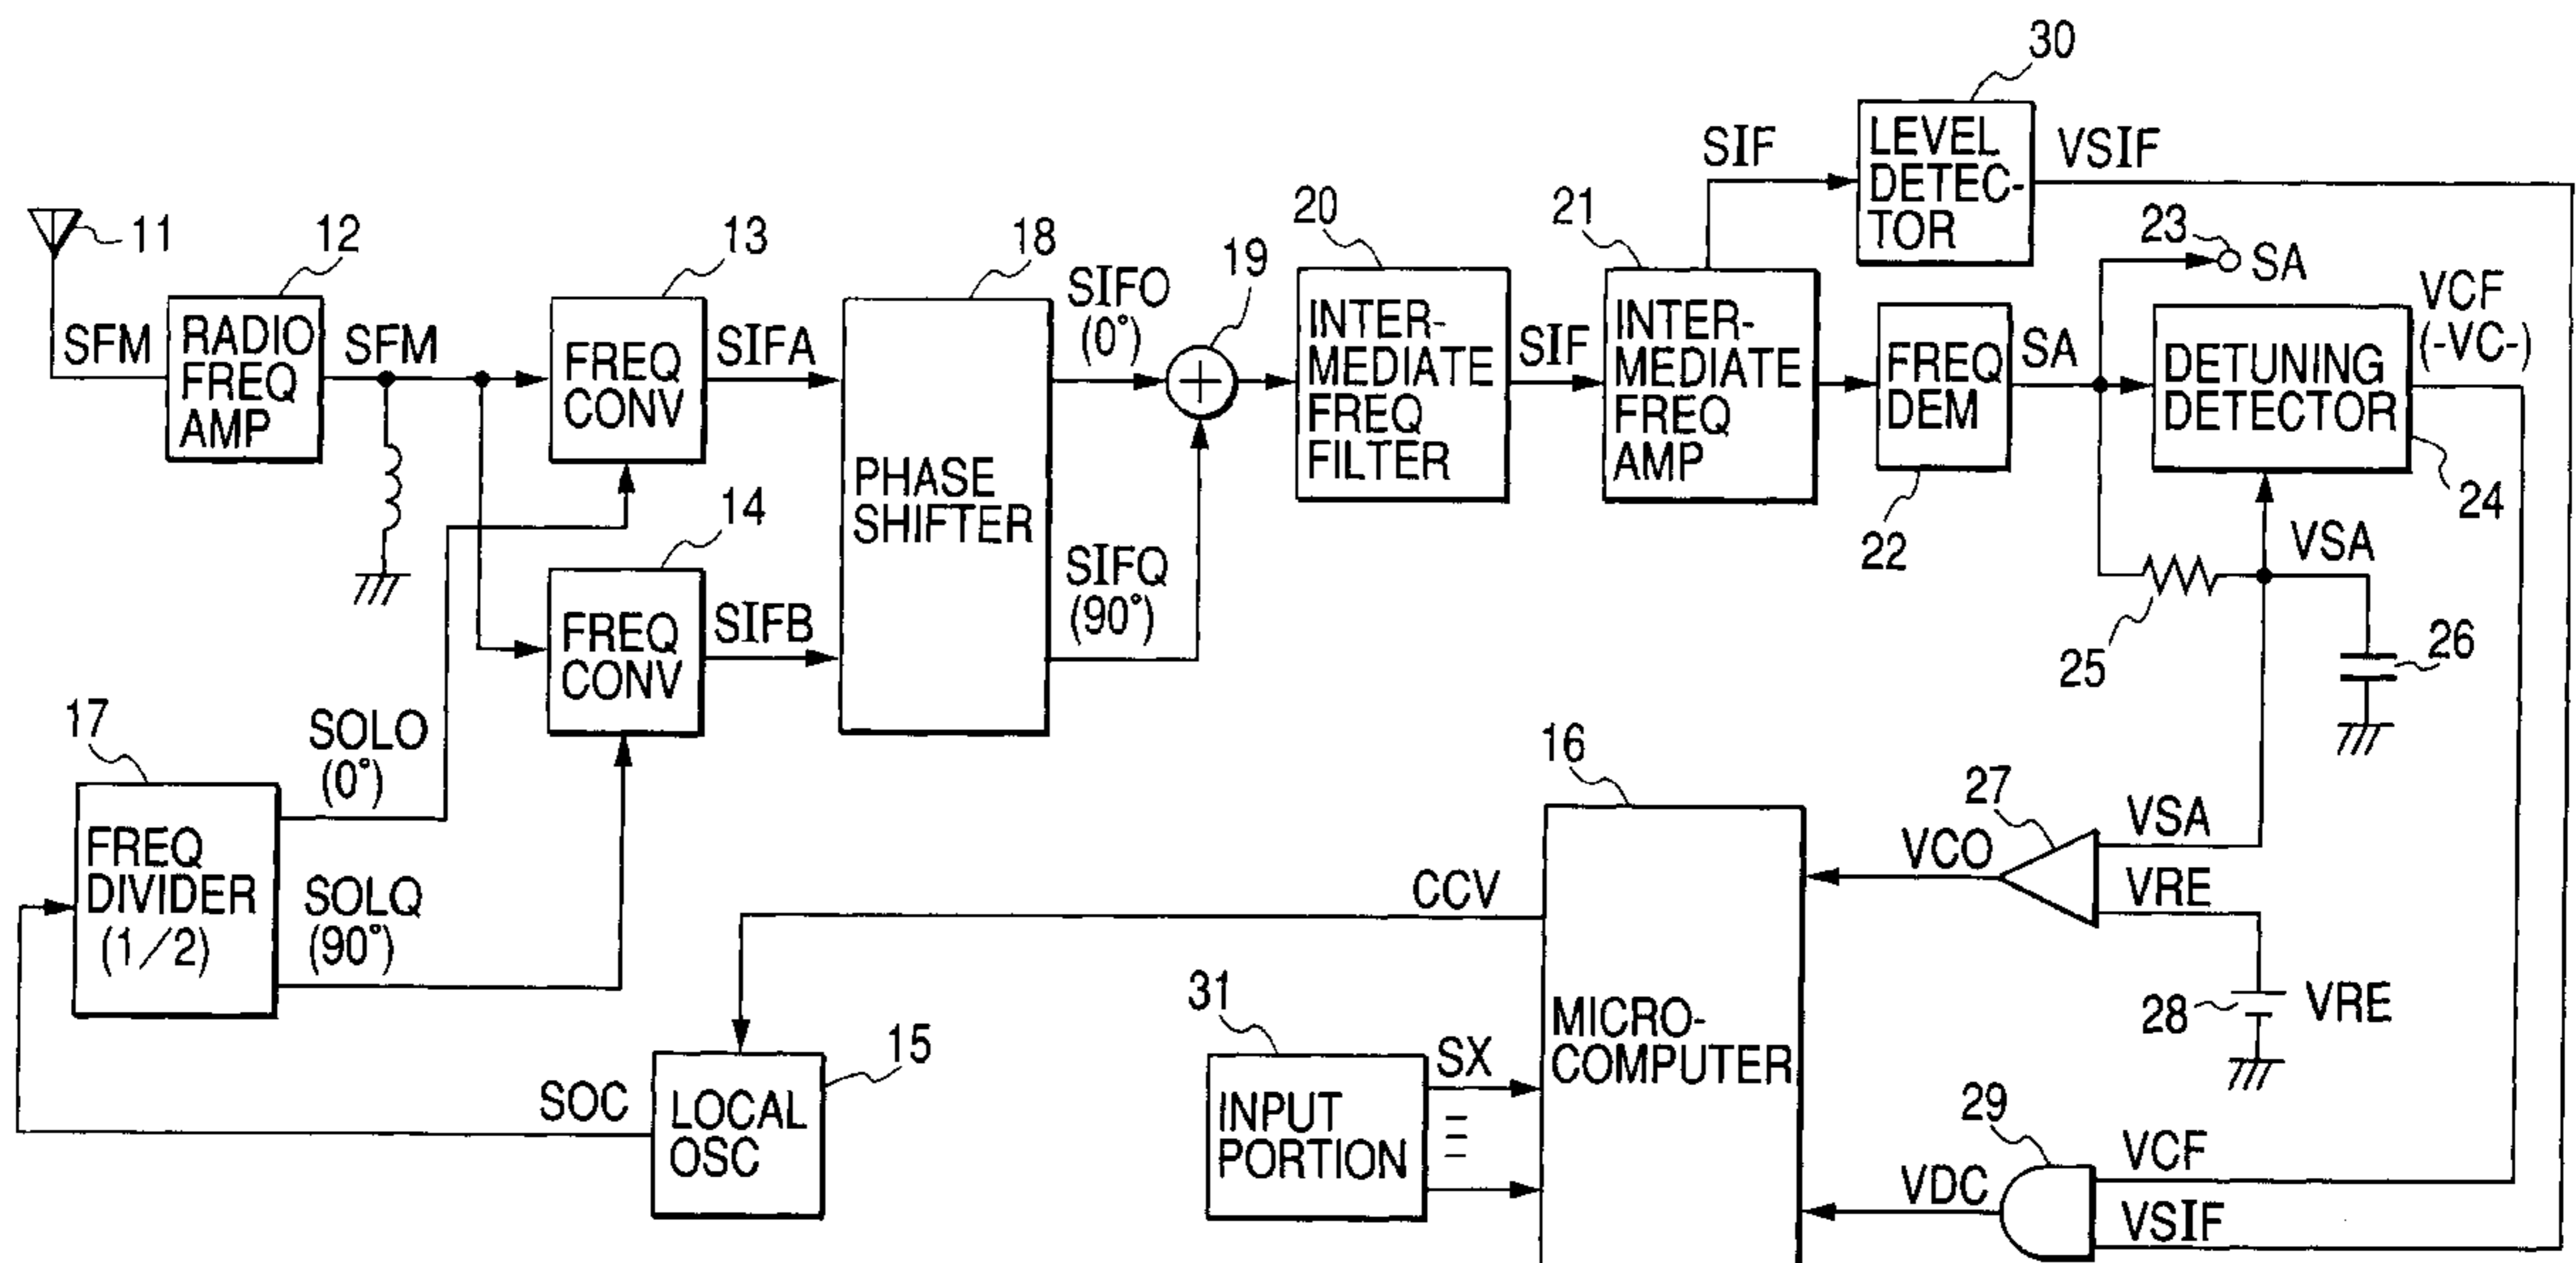 30
LEVEL
DETEC-
TOR
SIF
VSIF
11
12
13
18
19
20
21
23
SA
SFM
RADIO
FREQ
AMP
SFM
FREQ
CONV
SIFA
PHASE
SHIFTER
SIFO
(0°)
INTER-
MEDIATE
FREQ
FILTER
SIF
INTER-
MEDIATE
FREQ
AMP
FREQ
DEM
22
SA
DETUNING
DETECTOR
24
VCF
(-VC-)
14
FREQ
CONV
SIFB
SIFQ
(90°)
VSA
25
26
17
FREQ
DIVIDER
(1/2)
SOLO
(0°)
SOLQ
(90°)
16
MICRO-
COMPUTER
CCV
VCO
27
VSA
VRE
28
VRE
15
LOCAL
OSC
SOC
31
INPUT
PORTION
SX
29
VDC
VCF
VSIF